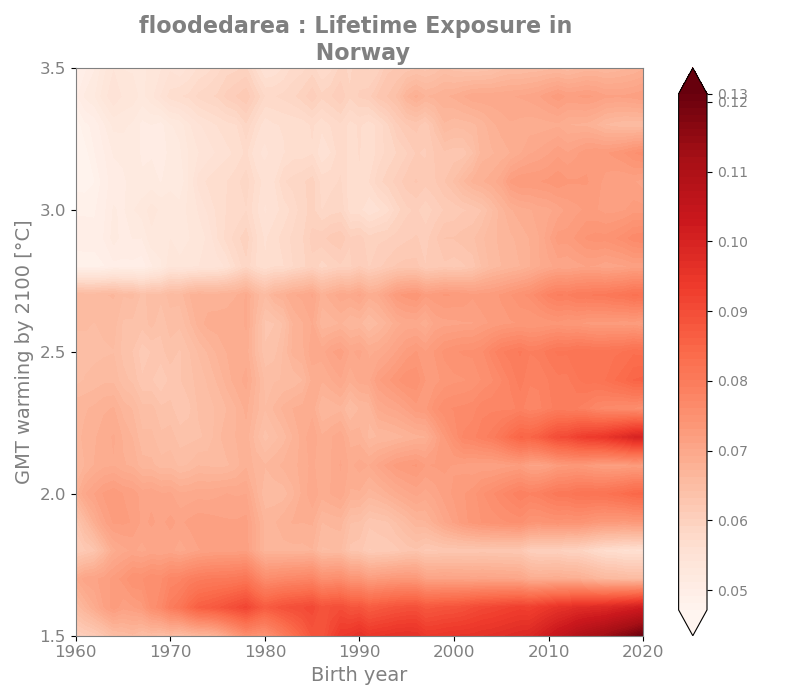 floodedarea : Lifetime Exposure in
Norway
GMT warming by 2100 [°C]
3.5
3.0
2.5
2.0
1.5
1960 1970 1980 1990 2000 2010 2020
Birth year
0.13
0.12
0.11
0.10
0.09
0.08
0.07
0.06
0.05